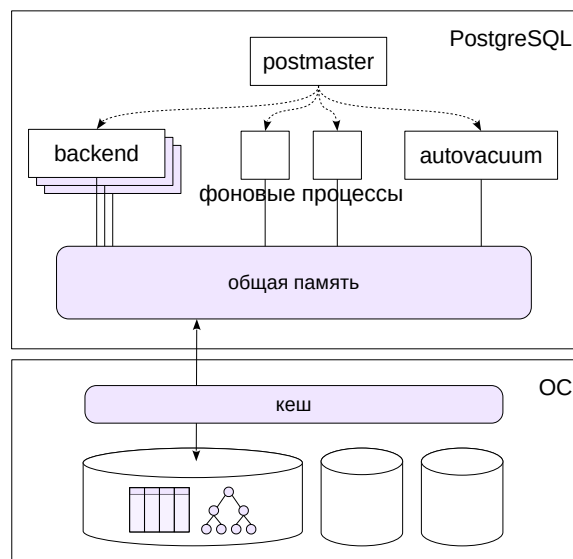 PostgreSQL
postmaster
backend
autovacuum
фоновые процессы
общая память
ОС
кеш